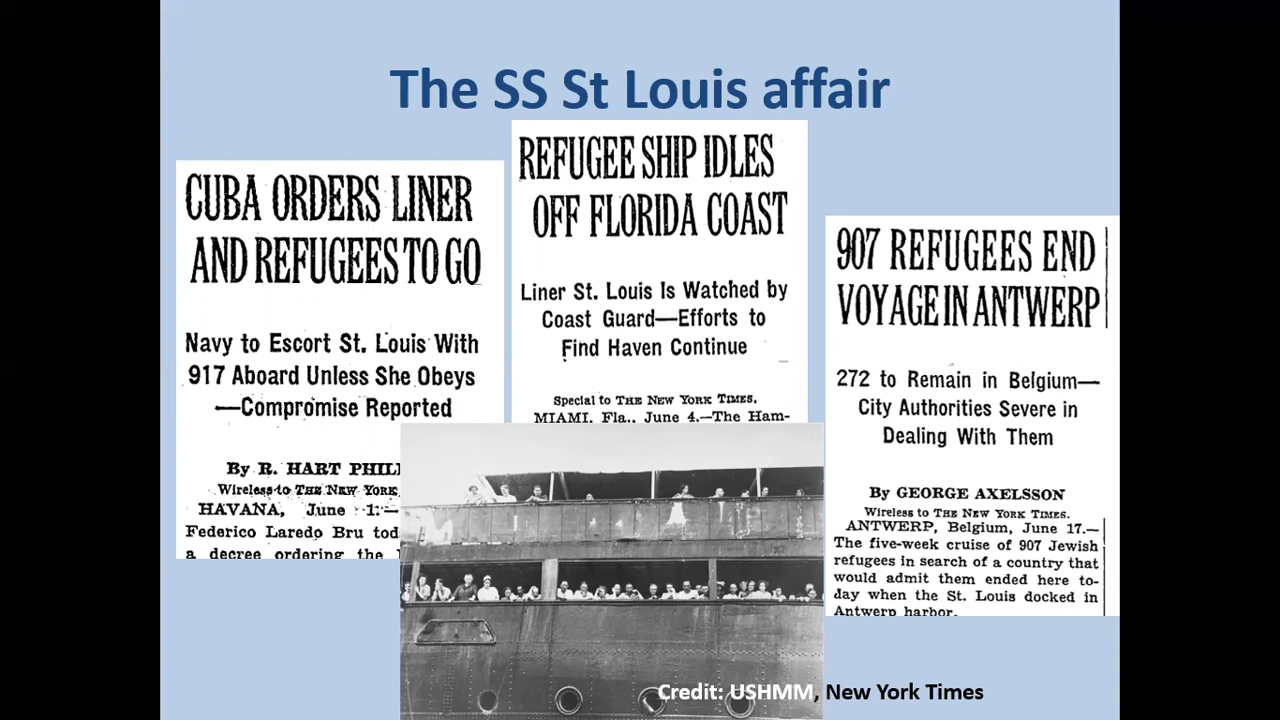 The SS St Louis affair
CUBA ORDERS LINER
AND REFUGEES TO GO
Navy to Escort St. Louis With
917 Aboard Unless She Obeys
—Compromise Reported
By R. HART PHILL
Wireless to THE NEW YORK
HAVANA, June 1.—
Federico Laredo Bru tod
a decree ordering the
REFUGEE SHIP IDLES
OFF FLORIDA COAST
Liner St. Louis Is Watched by
Coast Guard—Efforts to
Find Haven Continue
Special to THE NEW YORK TIMES.
MIAMI, Fla., June 4.—The Ham-
907 REFUGEES END
VOYAGE IN ANTWERP
272 to Remain in Belgium—
City Authorities Severe in
Dealing With Them
By GEORGE AXELSSON
Wireless to THE NEW YORK TIMES.
ANTWERP, Belgium, June 17.—
The five-week cruise of 907 Jewish
refugees in search of a country that
would admit them ended here to-
day when the St. Louis docked in
Antwerp harbor.
Credit: USHMM, New York Times